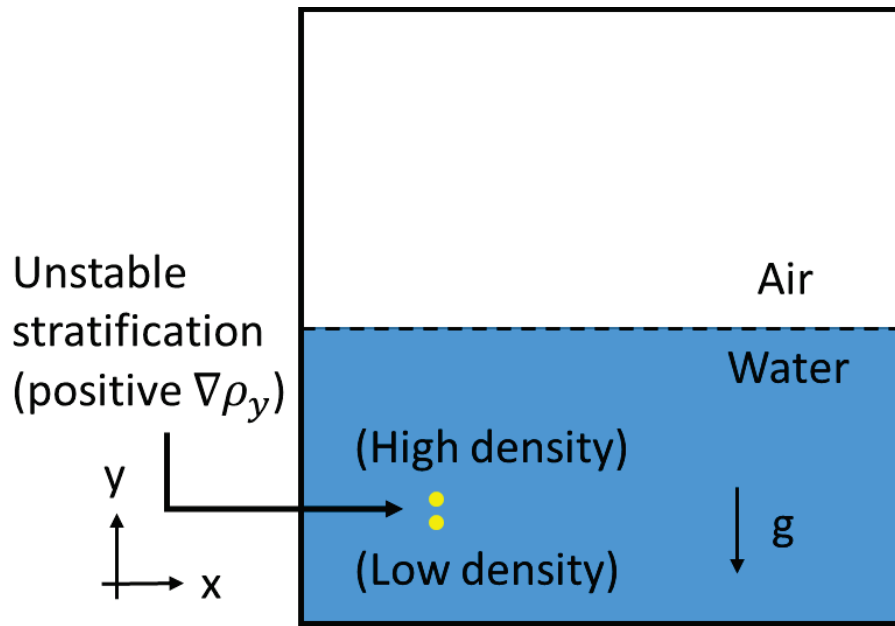 Unstable
stratification
(positive ∇ρ_y)
Air
Water
(High density)
(Low density)
g
y
x